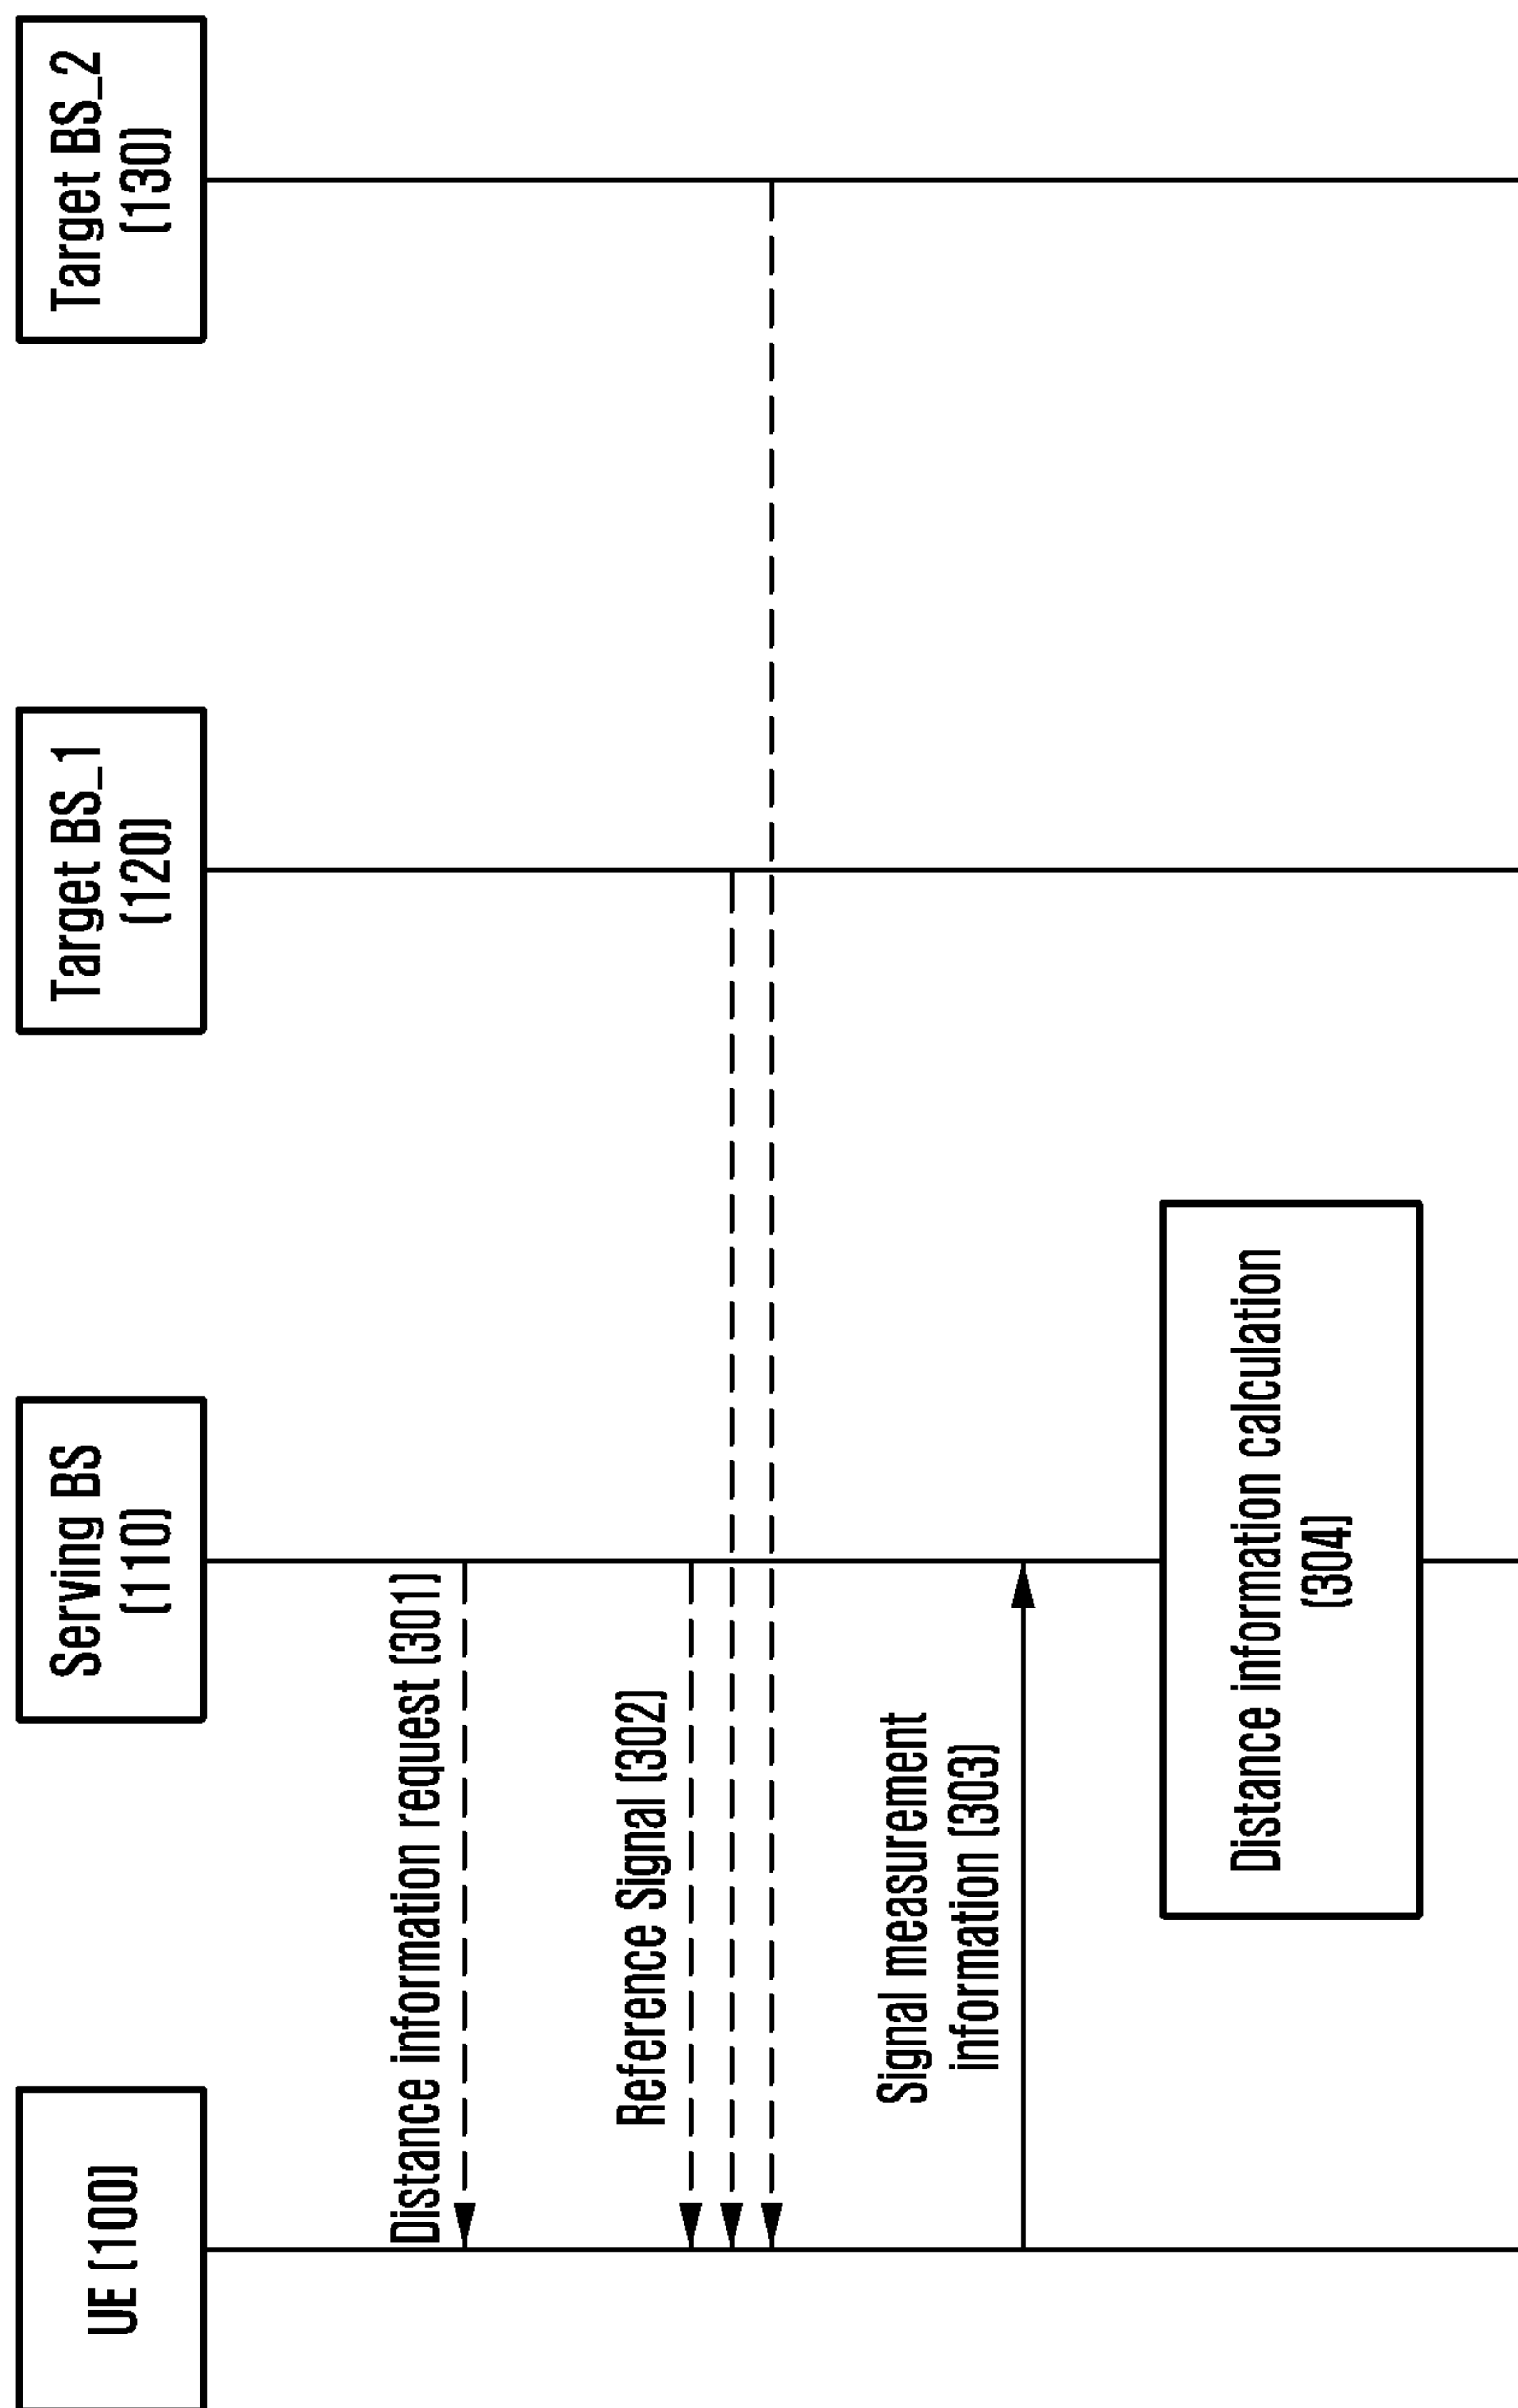 UE (100)
Serving BS
(110)
Target BS_1
(120)
Target BS_2
(130)
Distance information request (301)
Reference Signal (302)
Signal measurement
information (303)
Distance information calculation
(304)